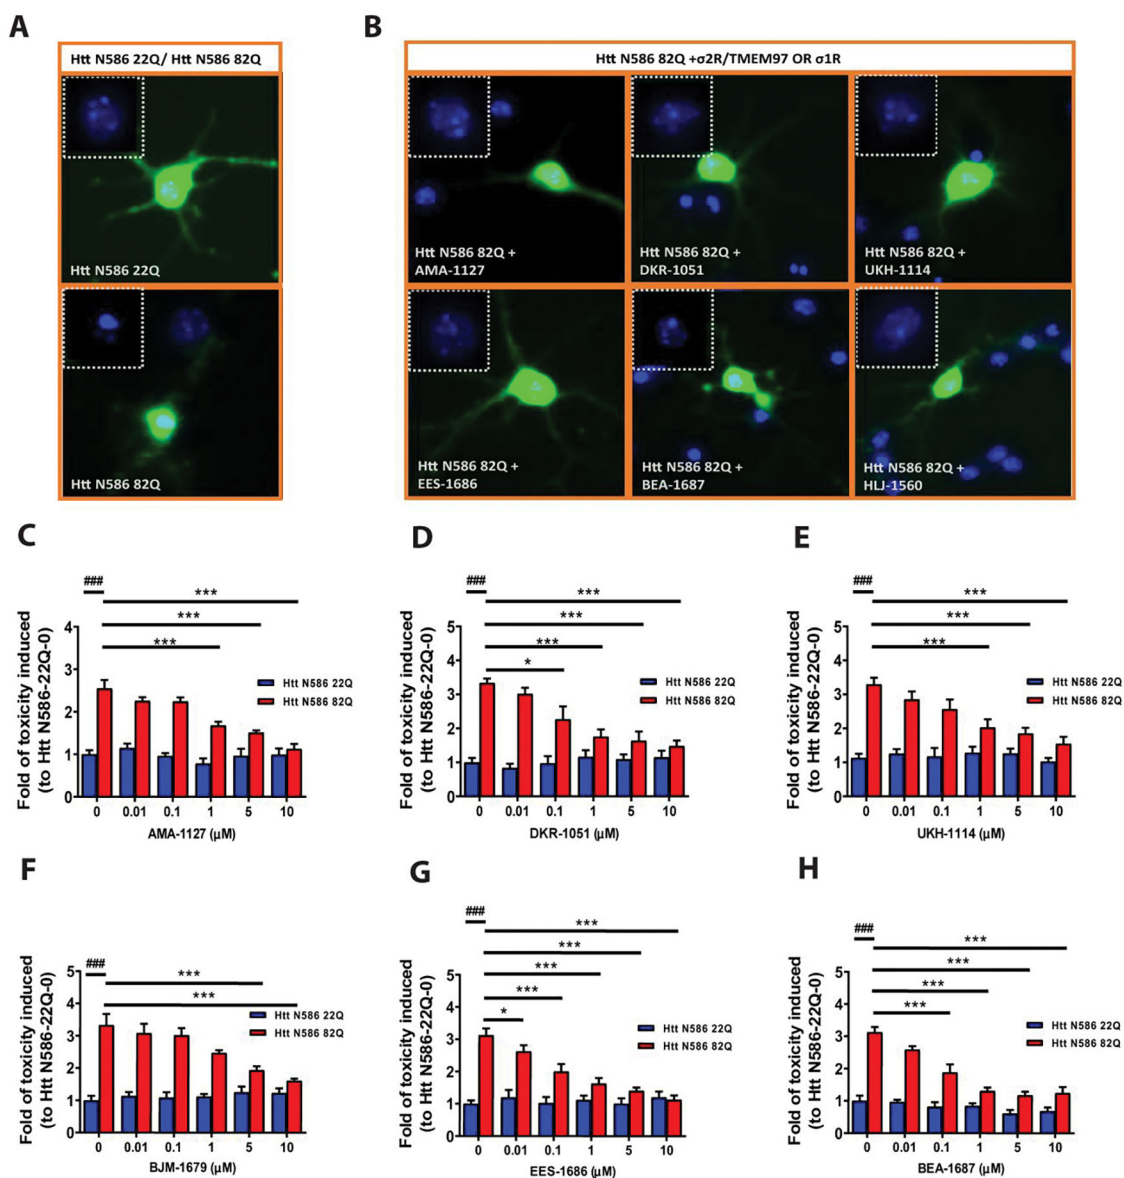 A
B
Htt N586 22Q/ Htt N586 82Q
Htt N586 82Q +σ2R/TMEM97 OR σ1R
Htt N586 22Q
Htt N586 82Q
Htt N586 82Q +
AMA-1127
Htt N586 82Q +
DKR-1051
Htt N586 82Q +
UKH-1114
Htt N586 82Q +
EES-1686
Htt N586 82Q +
BEA-1687
Htt N586 82Q +
HLJ-1560
C
###
***
***
***
Fold of toxicity induced
(to Htt N586-22Q-0)
4
3
2
1
0
Htt N586 22Q
Htt N586 82Q
0 0.01 0.1 1 5 10
AMA-1127 (µM)
D
###
***
***
***
*
Fold of toxicity induced
(to Htt N586-22Q-0)
5
4
3
2
1
0
Htt N586 22Q
Htt N586 82Q
0 0.01 0.1 1 5 10
DKR-1051 (µM)
E
###
***
***
***
Fold of toxicity induced
(to Htt N586-22Q-0)
5
4
3
2
1
0
Htt N586 22Q
Htt N586 82Q
0 0.01 0.1 1 5 10
UKH-1114 (µM)
F
###
***
***
Fold of toxicity induced
(to Htt N586-22Q-0)
5
4
3
2
1
0
Htt N586 22Q
Htt N586 82Q
0 0.01 0.1 1 5 10
BJM-1679 (µM)
G
###
***
***
***
***
*
Fold of toxicity induced
(to Htt N586-22Q-0)
5
4
3
2
1
0
Htt N586 22Q
Htt N586 82Q
0 0.01 0.1 1 5 10
EES-1686 (µM)
H
###
***
***
***
***
Fold of toxicity induced
(to Htt N586-22Q-0)
5
4
3
2
1
0
Htt N586 22Q
Htt N586 82Q
0 0.01 0.1 1 5 10
BEA-1687 (µM)